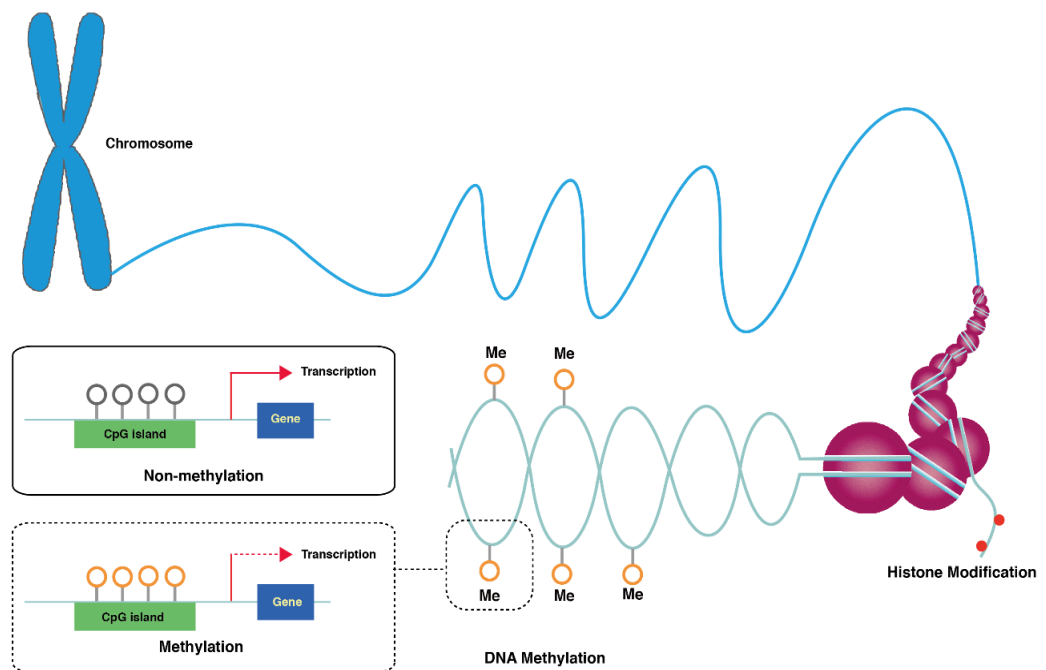 Chromosome
Transcription
CpG island
Gene
Non-methylation
Transcription
CpG island
Gene
Methylation
Me
Me
Me
Me
Me
DNA Methylation
Histone Modification